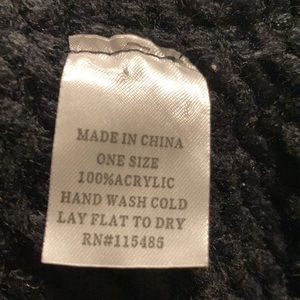 MADE IN CHINA
ONE SIZE
100%ACRYLIC
HAND WASH COLD
LAY FLAT TO DRY
RN#115485